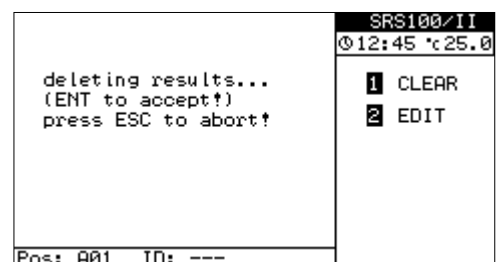 SRS100/II
12:45 °c25.0
deleting results...
(ENT to accept!)
press ESC to abort!
1 CLEAR
2 EDIT
Pos: A01 ID: ---